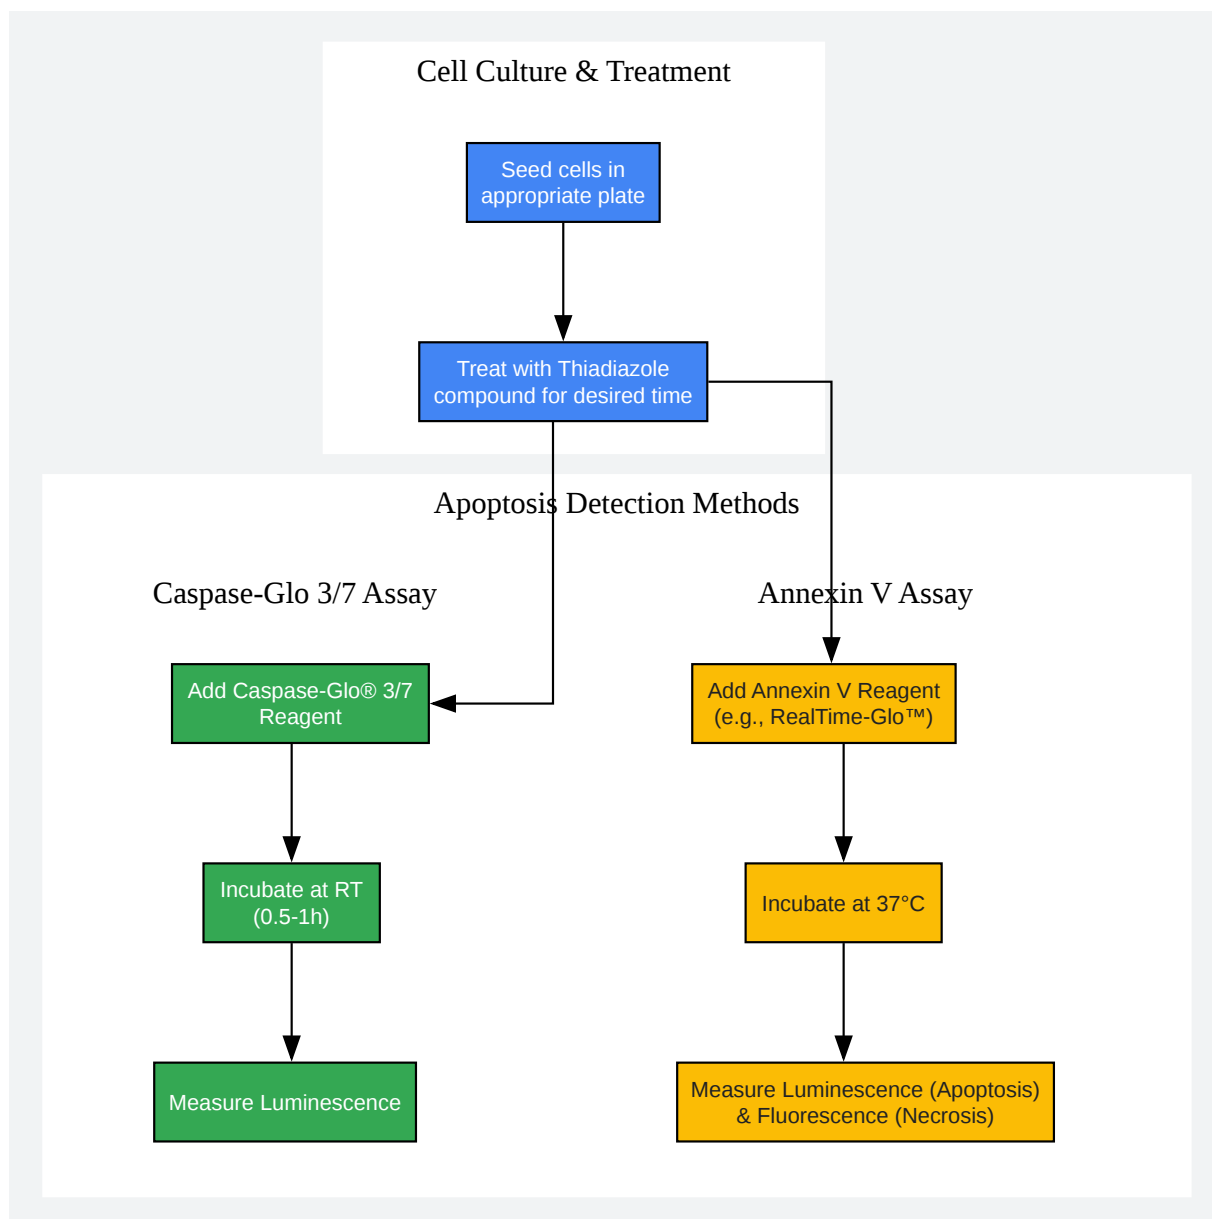 Cell Culture & Treatment
Seed cells in
appropriate plate
Treat with Thiadiazole
compound for desired time
Apoptosis Detection Methods
Caspase-Glo 3/7 Assay
Add Caspase-Glo® 3/7
Reagent
Incubate at RT
(0.5-1h)
Measure Luminescence
Annexin V Assay
Add Annexin V Reagent
(e.g., RealTime-Glo™)
Incubate at 37°C
Measure Luminescence (Apoptosis)
& Fluorescence (Necrosis)